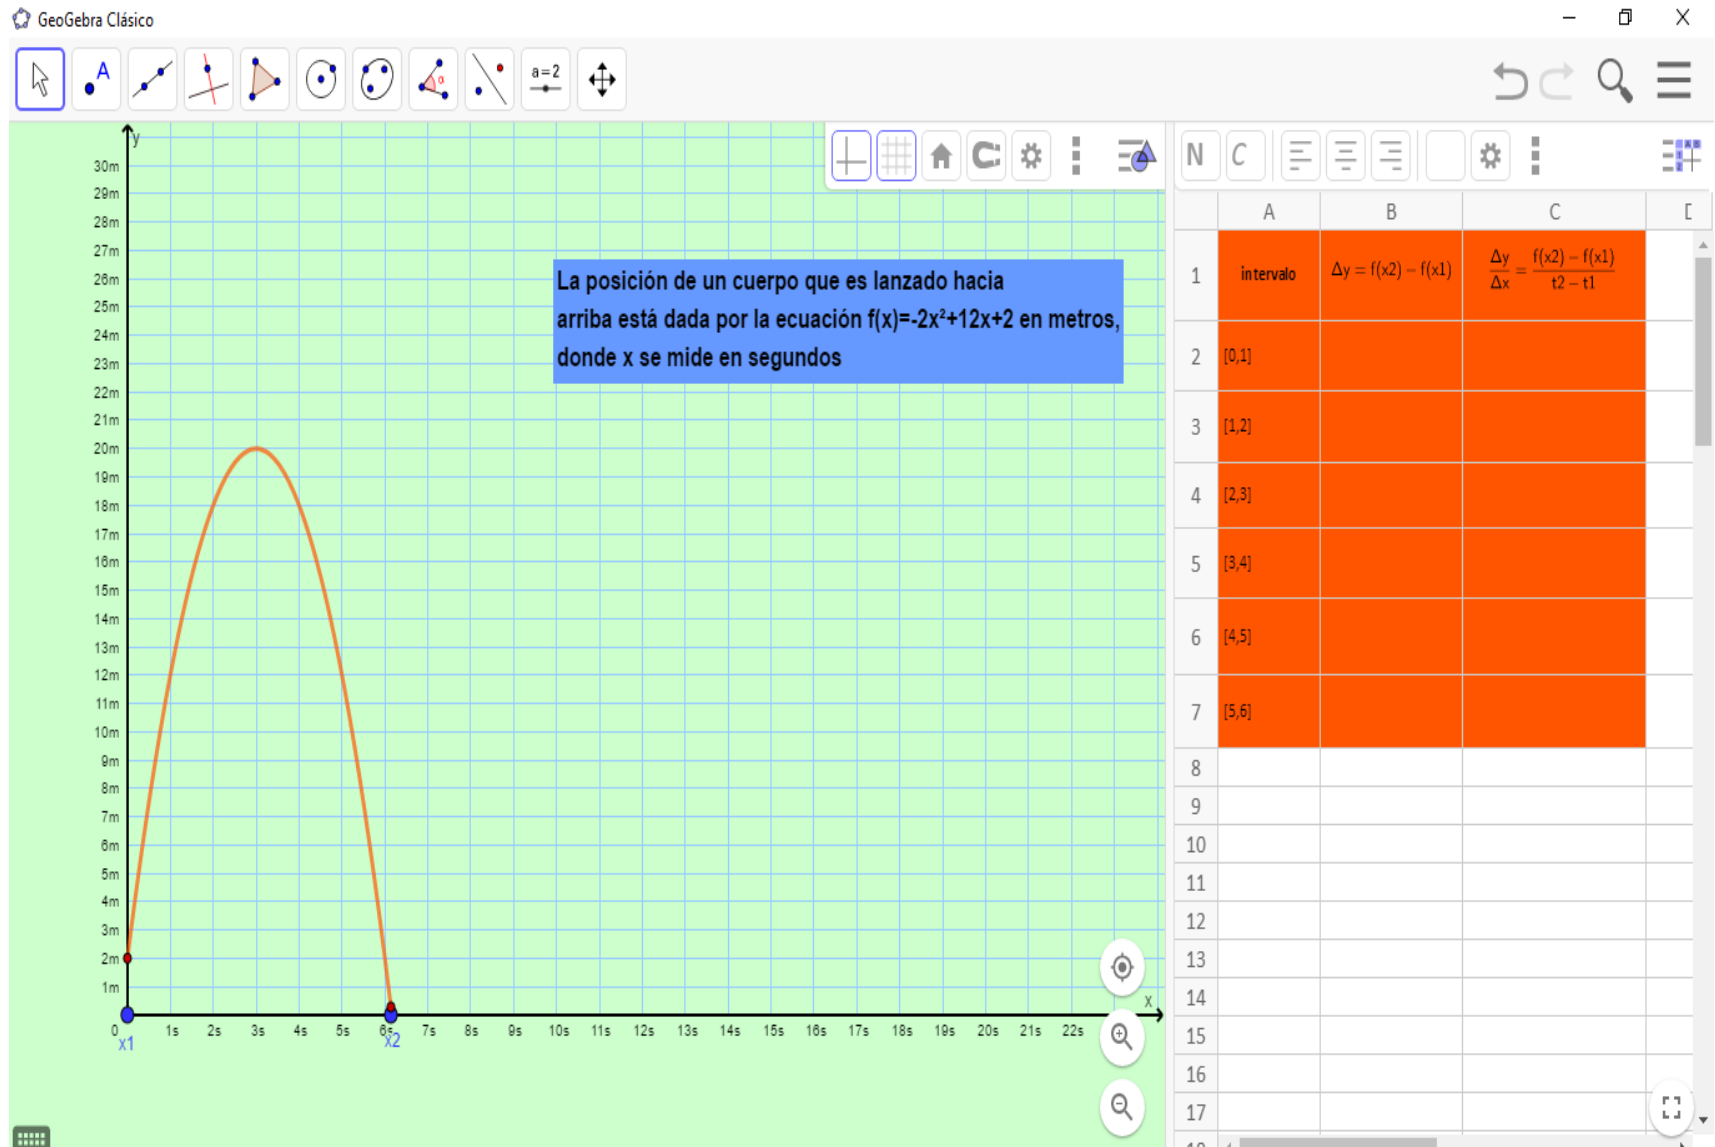 GeoGebra Clásico
A
α
a=2
N C
y
30m
29m
28m
27m
26m
25m
24m
23m
22m
21m
20m
19m
18m
17m
16m
15m
14m
13m
12m
11m
10m
9m
8m
7m
6m
5m
4m
3m
2m
1m
La posición de un cuerpo que es lanzado hacia
arriba está dada por la ecuación f(x)=-2x²+12x+2 en metros,
donde x se mide en segundos
x
0 1s 2s 3s 4s 5s 6s 7s 8s 9s 10s 11s 12s 13s 14s 15s 16s 17s 18s 19s 20s 21s 22s
x1 x2
A B C
1 intervalo Δy = f(x2) − f(x1) Δy/Δx = f(x2) − f(x1)/t2 − t1
2 [0,1]
3 [1,2]
4 [2,3]
5 [3,4]
6 [4,5]
7 [5,6]
8
9
10
11
12
13
14
15
16
17